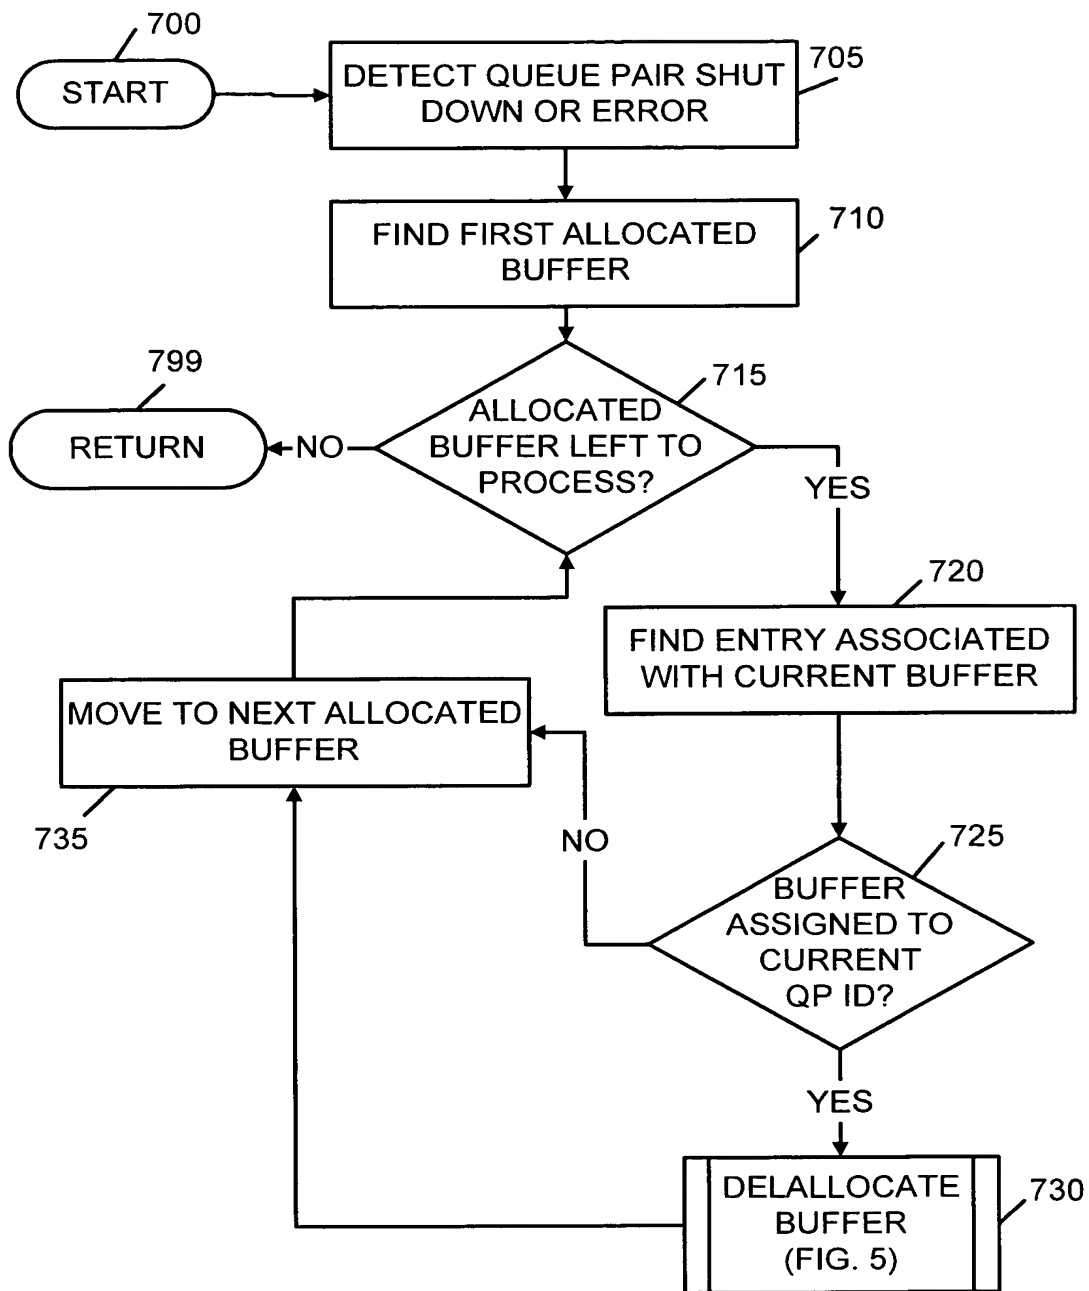 700
START
DETECT QUEUE PAIR SHUT
DOWN OR ERROR
705
FIND FIRST ALLOCATED
BUFFER
710
799
RETURN
NO
ALLOCATED
BUFFER LEFT TO
PROCESS?
715
YES
720
FIND ENTRY ASSOCIATED
WITH CURRENT BUFFER
MOVE TO NEXT ALLOCATED
BUFFER
735
NO
725
BUFFER
ASSIGNED TO
CURRENT
QP ID?
YES
DELALLOCATE
BUFFER
(FIG. 5)
730